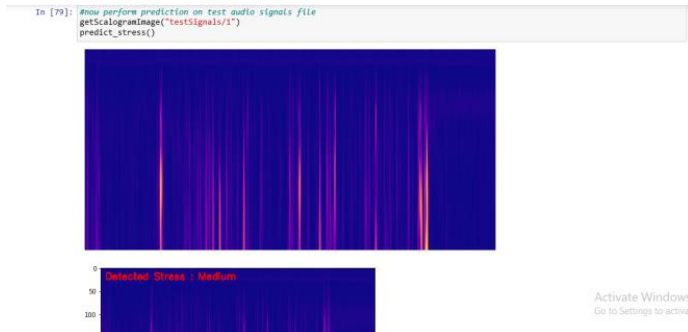 In [79]: #now perform prediction on test audio signals file
getScalogramImage("testSignals/1")
predict_stress()
0
Detected Stress : Medium
50
100
Activate Windows
Go to Settings to activa